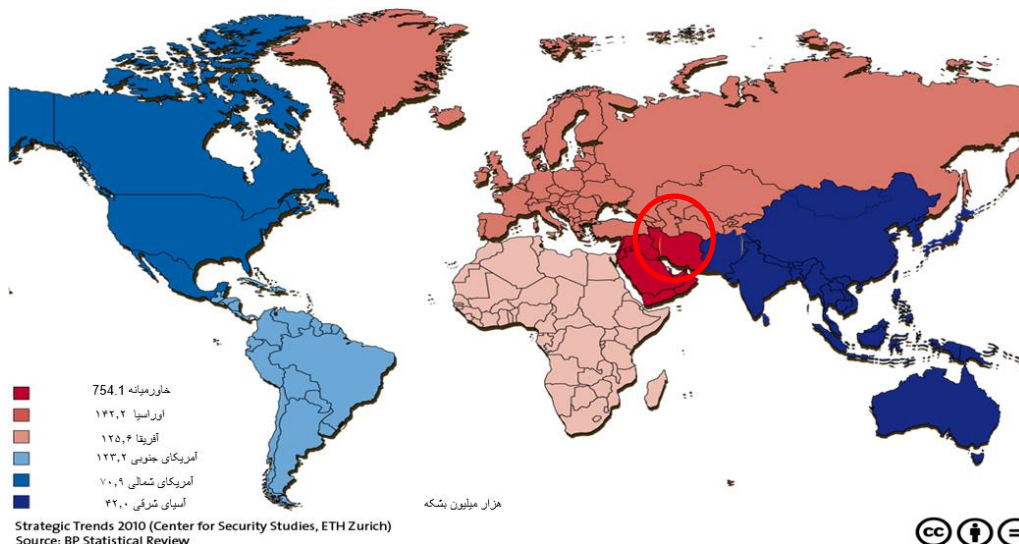 خاورمیانه 754.1
اوراسیا ۱۴۲,۲
آفریقا ۱۲۵,۶
آمریکای جنوبی ۱۲۳,۲
آمریکای شمالی ۷۰,۹
آسیای شرقی ۴۲,۰
هزار میلیون بشکه
Strategic Trends 2010 (Center for Security Studies, ETH Zurich)
Source: BP Statistical Review
cc